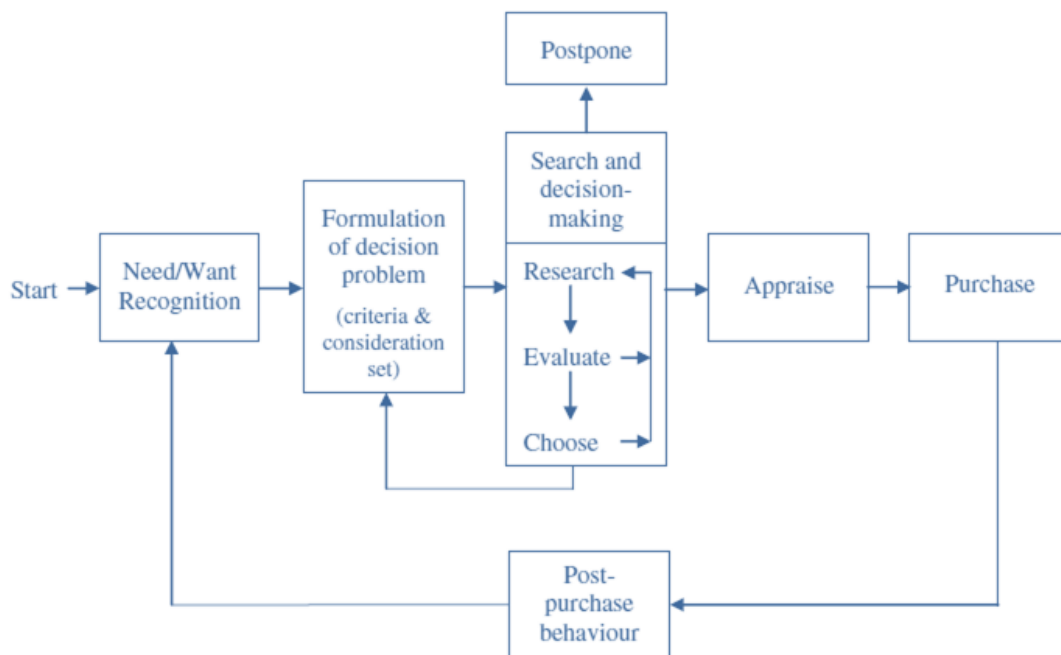 Postpone
Search and
decision-
making
Formulation
of decision
problem
(criteria &
consideration
set)
Start
Need/Want
Recognition
Research
Evaluate
Choose
Appraise
Purchase
Post-
purchase
behaviour